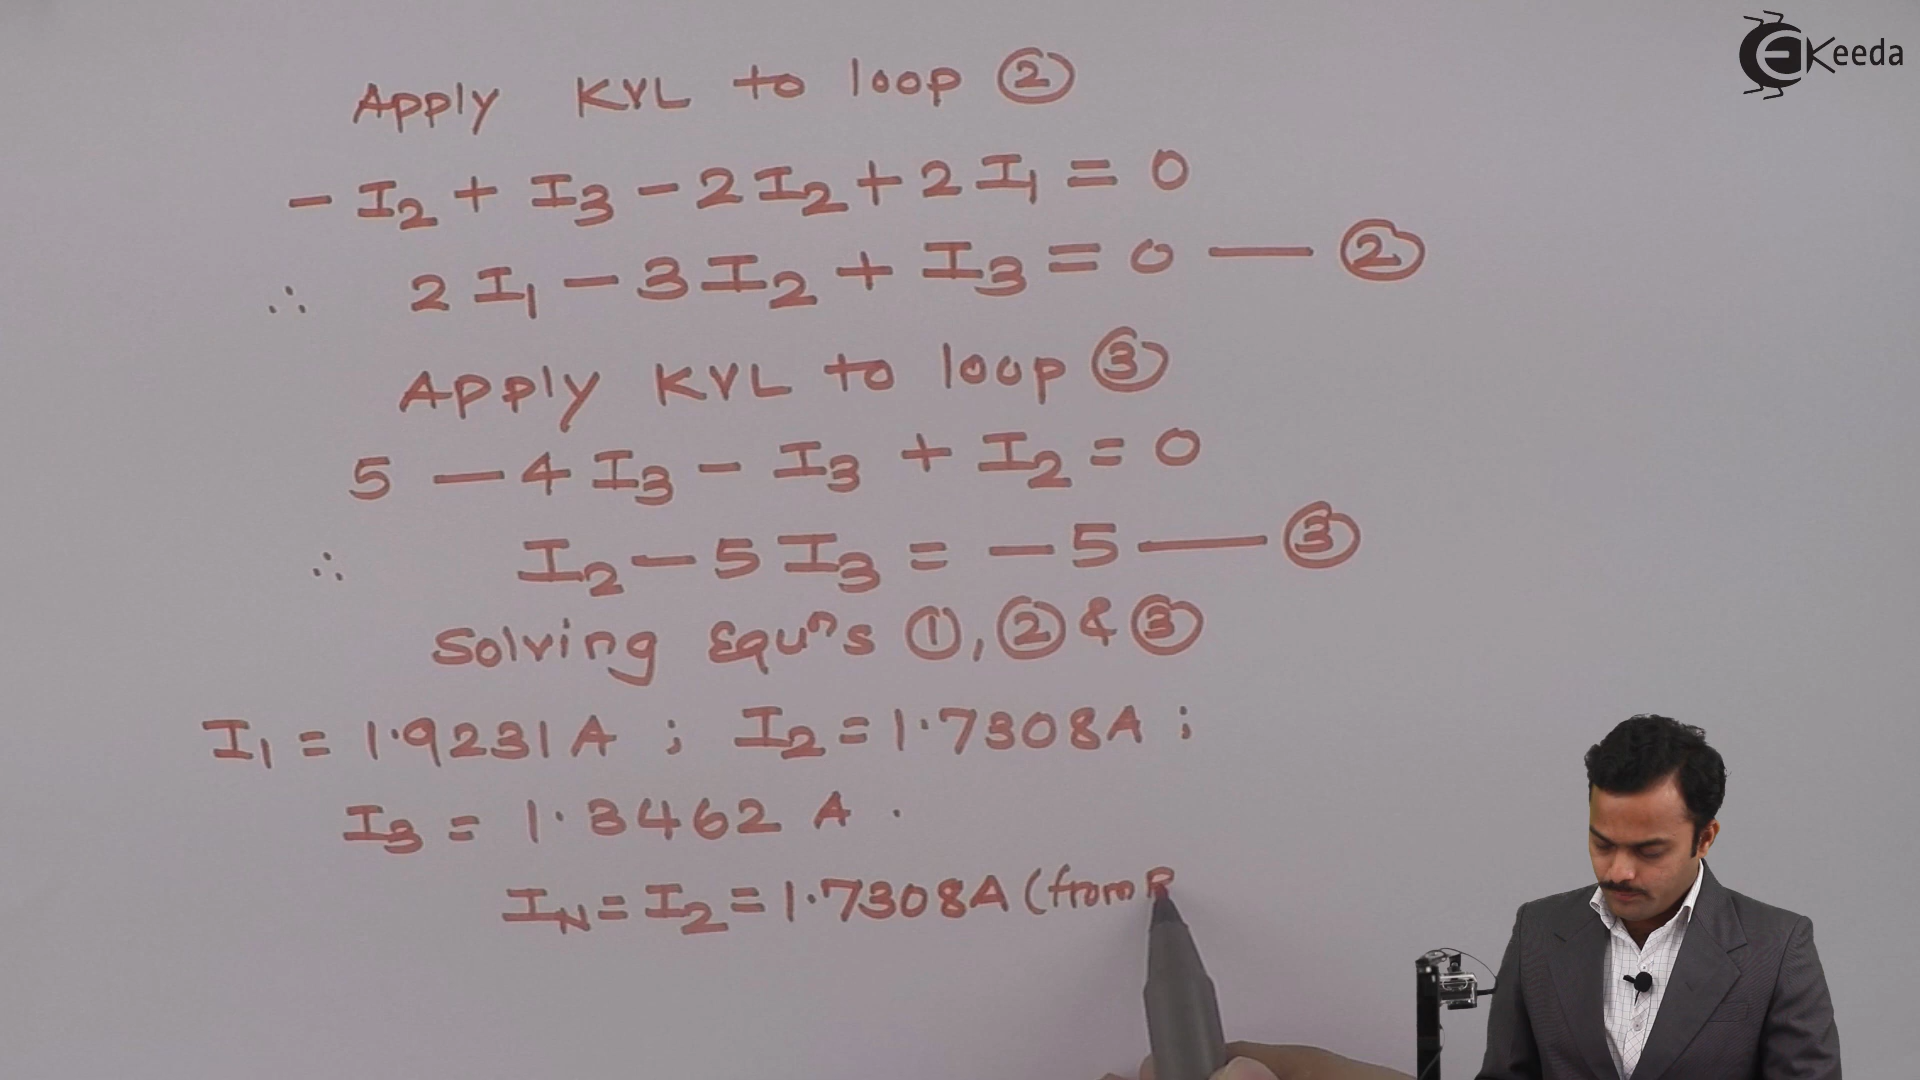 EKeeda
Apply KVL to loop ②
- I₂ + I₃ - 2I₂ + 2I₁ = 0
∴ 2I₁ - 3I₂ + I₃ = 0 — ②
Apply KVL to loop ③
5 - 4I₃ - I₃ + I₂ = 0
∴ I₂ - 5I₃ = -5 — ③
Solving Equⁿs ①, ② & ③
I₁ = 1.9231A ; I₂ = 1.7308A ;
I₃ = 1.3462 A .
I_N = I₂ = 1.7308A (from